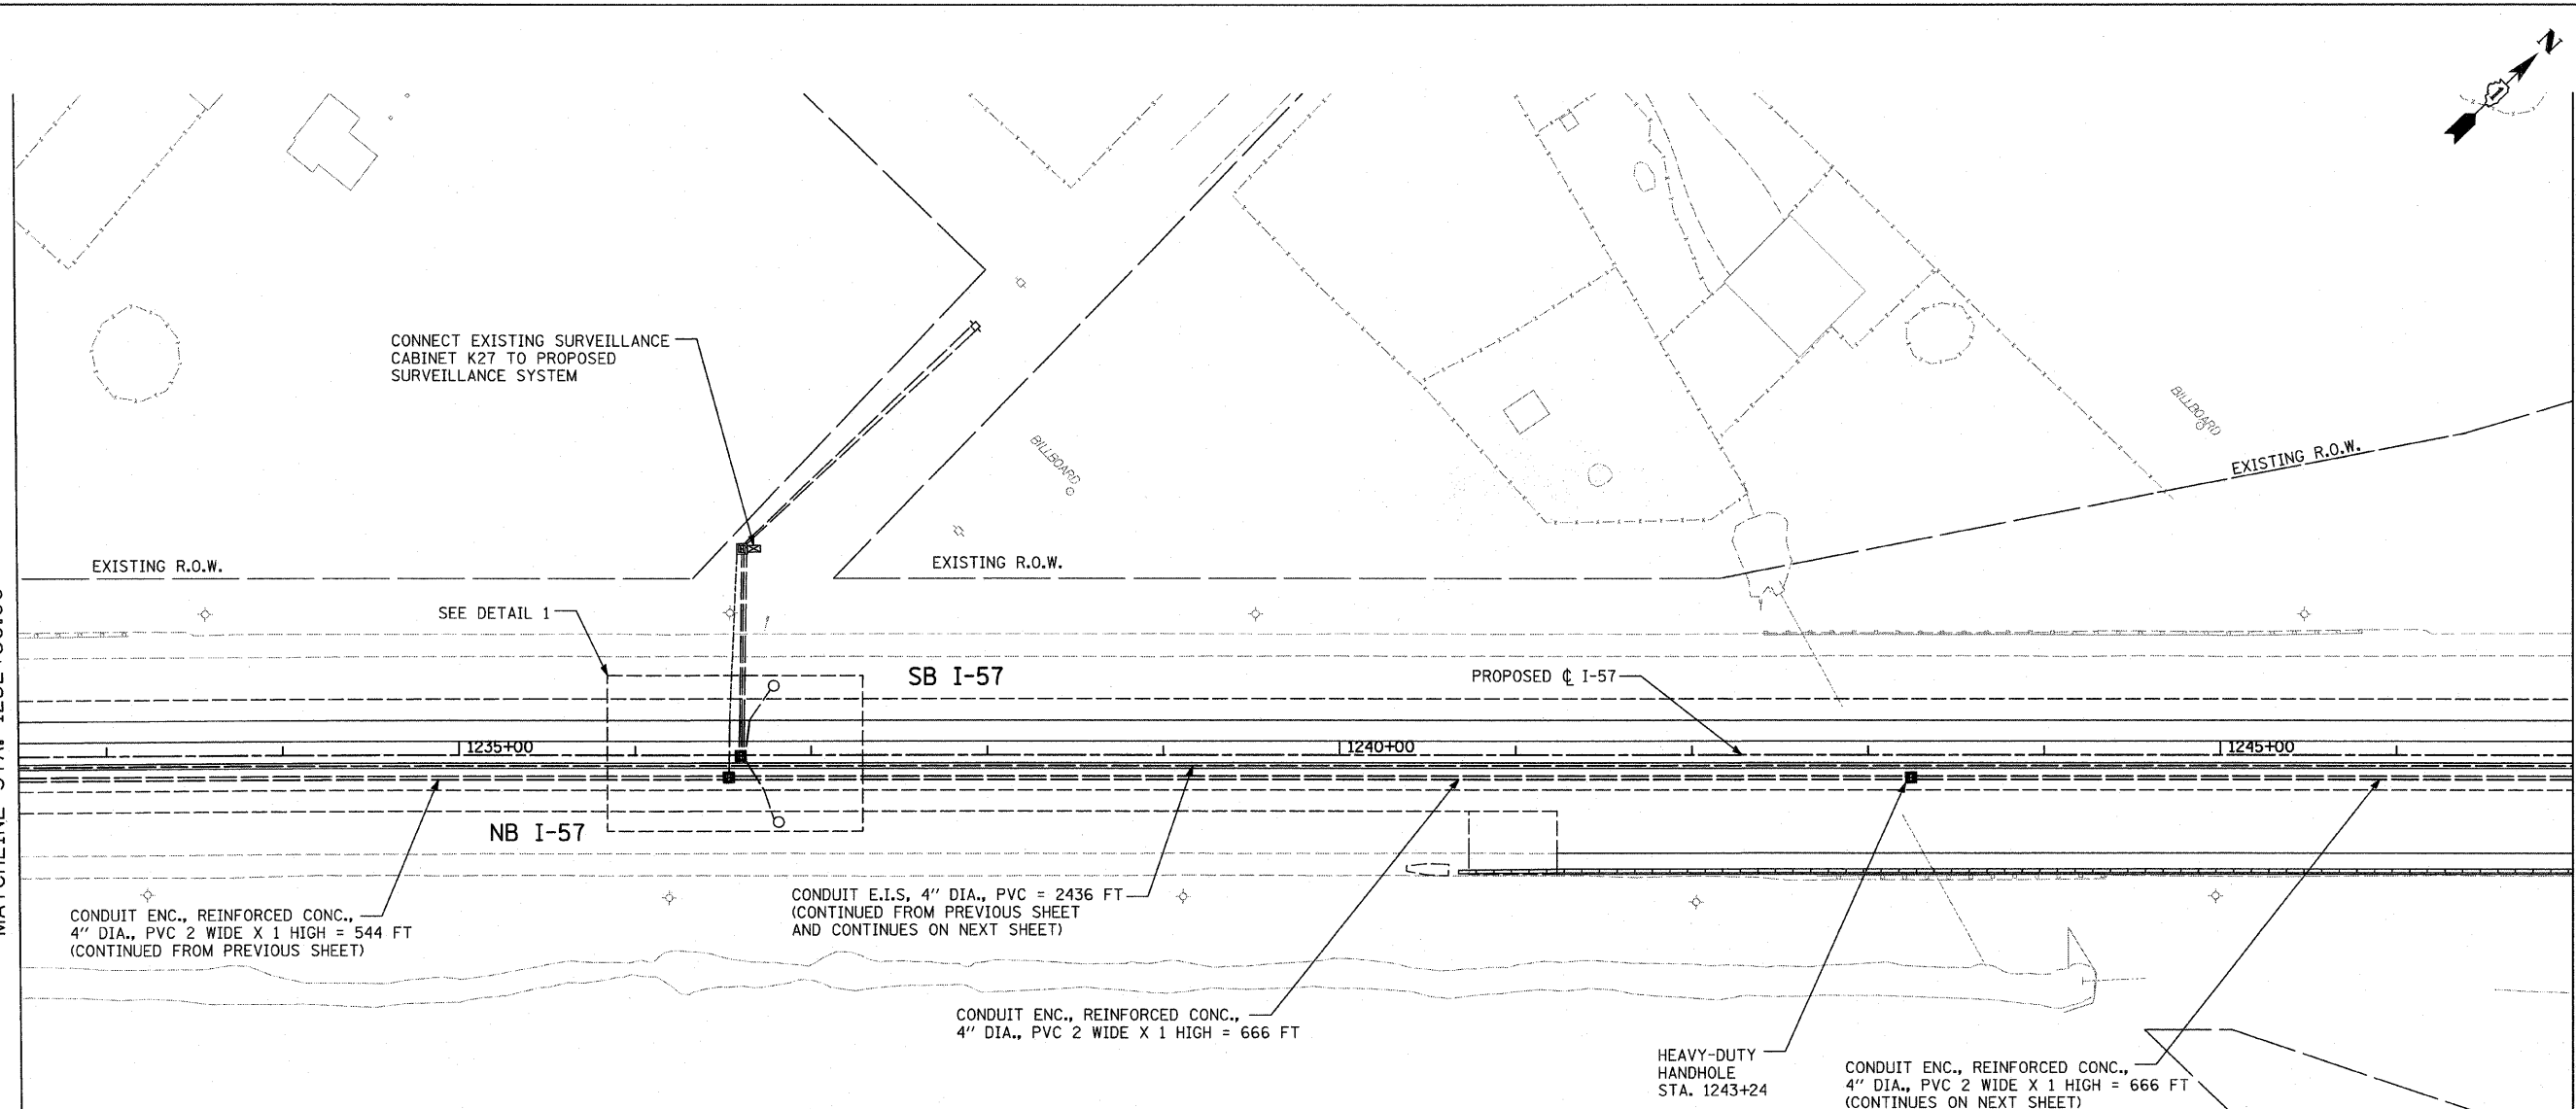 N
1
CONNECT EXISTING SURVEILLANCE
CABINET K27 TO PROPOSED
SURVEILLANCE SYSTEM
BILLBOARD
BILLBOARD
EXISTING R.O.W.
EXISTING R.O.W.
EXISTING R.O.W.
SEE DETAIL 1
SB I-57
PROPOSED ℄ I-57
1235+00
1240+00
1245+00
NB I-57
CONDUIT ENC., REINFORCED CONC.,
4" DIA., PVC 2 WIDE X 1 HIGH = 544 FT
(CONTINUED FROM PREVIOUS SHEET)
CONDUIT E.I.S, 4" DIA., PVC = 2436 FT
(CONTINUED FROM PREVIOUS SHEET
AND CONTINUES ON NEXT SHEET)
CONDUIT ENC., REINFORCED CONC.,
4" DIA., PVC 2 WIDE X 1 HIGH = 666 FT
HEAVY-DUTY
HANDHOLE
STA. 1243+24
CONDUIT ENC., REINFORCED CONC.,
4" DIA., PVC 2 WIDE X 1 HIGH = 666 FT
(CONTINUES ON NEXT SHEET)